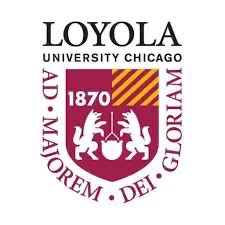 LOYOLA
UNIVERSITY CHICAGO
1870
AD · MAJOREM · DEI · GLORIAM